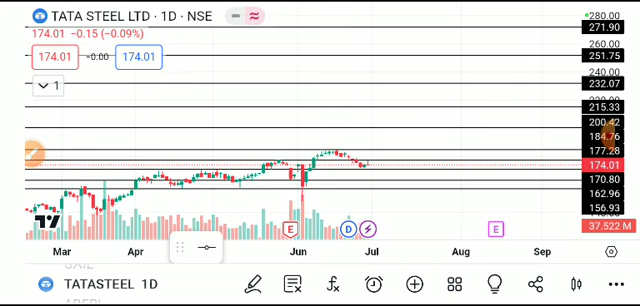 TATA STEEL LTD · 1D · NSE
174.01 −0.15 (−0.09%)
174.01 −0.00 174.01
1
280.00
271.90
260.00
251.75
240.00
232.07
215.33
200.42
184.76
177.28
174.01
170.80
162.96
156.93
37.522 M
E D E
Mar Apr Jun Jul Aug Sep
TATASTEEL 1D